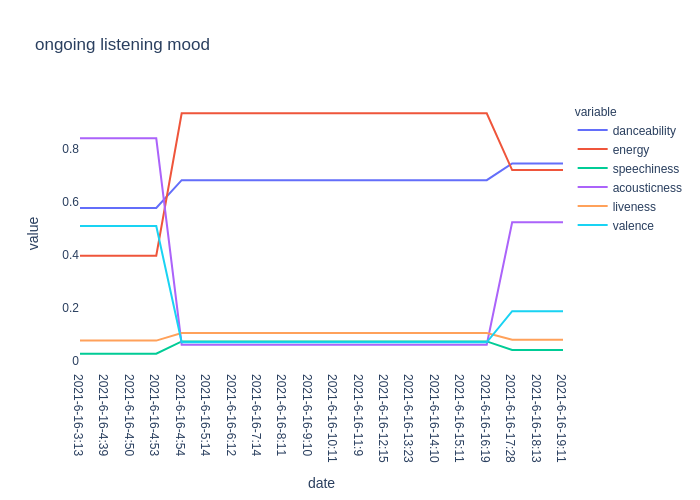 ongoing listening mood
variable
danceability
energy
speechiness
acousticness
liveness
valence
value
0.8
0.6
0.4
0.2
0
2021-6-16-3:13
2021-6-16-4:39
2021-6-16-4:50
2021-6-16-4:53
2021-6-16-4:54
2021-6-16-5:14
2021-6-16-6:12
2021-6-16-7:14
2021-6-16-8:11
2021-6-16-9:10
2021-6-16-10:11
2021-6-16-11:9
2021-6-16-12:15
2021-6-16-13:23
2021-6-16-14:10
2021-6-16-15:11
2021-6-16-16:19
2021-6-16-17:28
2021-6-16-18:13
2021-6-16-19:11
date